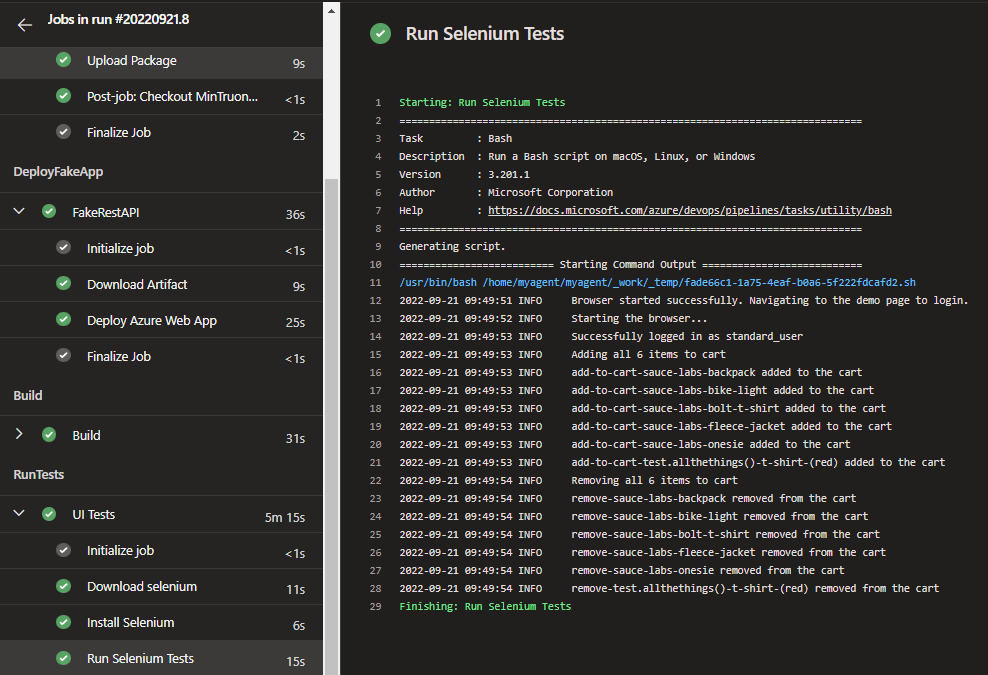 Jobs in run #20220921.8
Upload Package 9s
Post-job: Checkout MinTruon... <1s
Finalize Job 2s
DeployFakeApp
FakeRestAPI 36s
Initialize job <1s
Download Artifact 9s
Deploy Azure Web App 25s
Finalize Job <1s
Build
Build 31s
RunTests
UI Tests 5m 15s
Initialize job <1s
Download selenium 11s
Install Selenium 6s
Run Selenium Tests 15s
Run Selenium Tests
1 Starting: Run Selenium Tests
2 ==============================================================================
3 Task : Bash
4 Description : Run a Bash script on macOS, Linux, or Windows
5 Version : 3.201.1
6 Author : Microsoft Corporation
7 Help : https://docs.microsoft.com/azure/devops/pipelines/tasks/utility/bash
8 ==============================================================================
9 Generating script.
10 ========================== Starting Command Output ===========================
11 /usr/bin/bash /home/myagent/myagent/_work/_temp/fade66c1-1a75-4eaf-b0a6-5f222fdcafd2.sh
12 2022-09-21 09:49:51 INFO Browser started successfully. Navigating to the demo page to login.
13 2022-09-21 09:49:52 INFO Starting the browser...
14 2022-09-21 09:49:53 INFO Successfully logged in as standard_user
15 2022-09-21 09:49:53 INFO Adding all 6 items to cart
16 2022-09-21 09:49:53 INFO add-to-cart-sauce-labs-backpack added to the cart
17 2022-09-21 09:49:53 INFO add-to-cart-sauce-labs-bike-light added to the cart
18 2022-09-21 09:49:53 INFO add-to-cart-sauce-labs-bolt-t-shirt added to the cart
19 2022-09-21 09:49:53 INFO add-to-cart-sauce-labs-fleece-jacket added to the cart
20 2022-09-21 09:49:53 INFO add-to-cart-sauce-labs-onesie added to the cart
21 2022-09-21 09:49:53 INFO add-to-cart-test.allthethings()-t-shirt-(red) added to the cart
22 2022-09-21 09:49:54 INFO Removing all 6 items to cart
23 2022-09-21 09:49:54 INFO remove-sauce-labs-backpack removed from the cart
24 2022-09-21 09:49:54 INFO remove-sauce-labs-bike-light removed from the cart
25 2022-09-21 09:49:54 INFO remove-sauce-labs-bolt-t-shirt removed from the cart
26 2022-09-21 09:49:54 INFO remove-sauce-labs-fleece-jacket removed from the cart
27 2022-09-21 09:49:54 INFO remove-sauce-labs-onesie removed from the cart
28 2022-09-21 09:49:54 INFO remove-test.allthethings()-t-shirt-(red) removed from the cart
29 Finishing: Run Selenium Tests